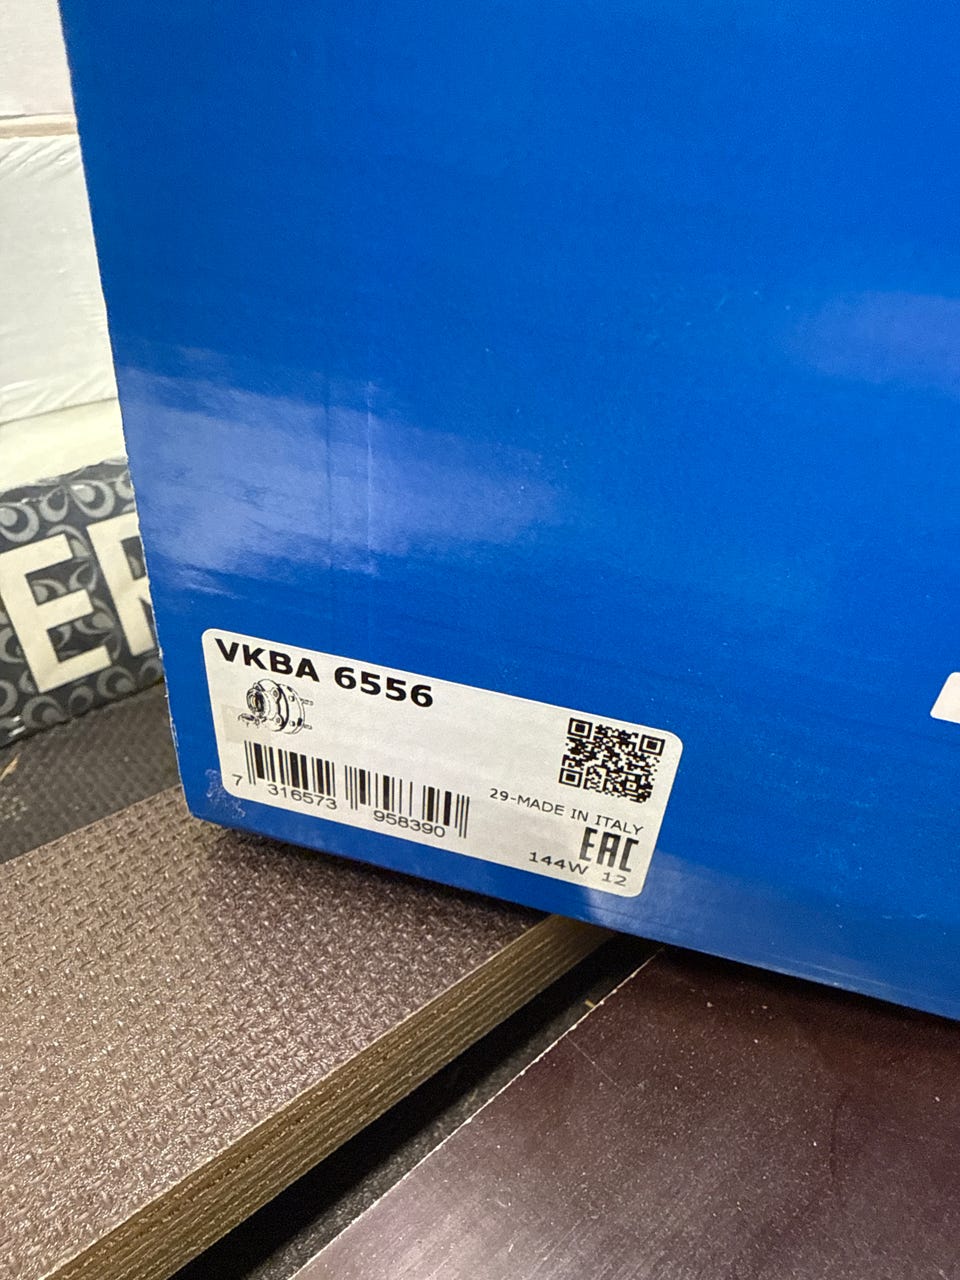 ER
VKBA 6556
7 316573 958390
29-MADE IN ITALY
EAC
144W 12